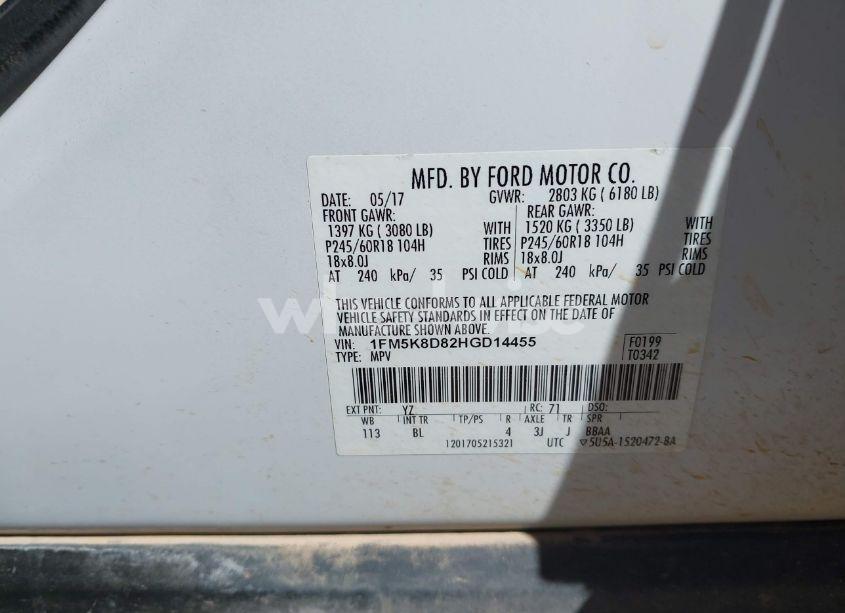 MFD. BY FORD MOTOR CO.
DATE: 05/17 GVWR: 2803 KG ( 6180 LB)
FRONT GAWR: REAR GAWR:
1397 KG ( 3080 LB) WITH 1520 KG ( 3350 LB) WITH
P245/60R18 104H TIRES P245/60R18 104H TIRES
18x8.0J RIMS 18x8.0J RIMS
AT 240 kPa/ 35 PSI COLD AT 240 kPa/ 35 PSI COLD
THIS VEHICLE CONFORMS TO ALL APPLICABLE FEDERAL MOTOR
VEHICLE SAFETY STANDARDS IN EFFECT ON THE DATE OF
MANUFACTURE SHOWN ABOVE.
VIN: 1FM5K8D82HGD14455 F0199
TYPE: MPV T0342
EXT PNT: YZ RC: 71 DSO:
WB INT TR TP/PS R AXLE TR SPR
113 BL 4 3J J BBAA
1201705215321 UTC ▽5U5A-1520472-8A